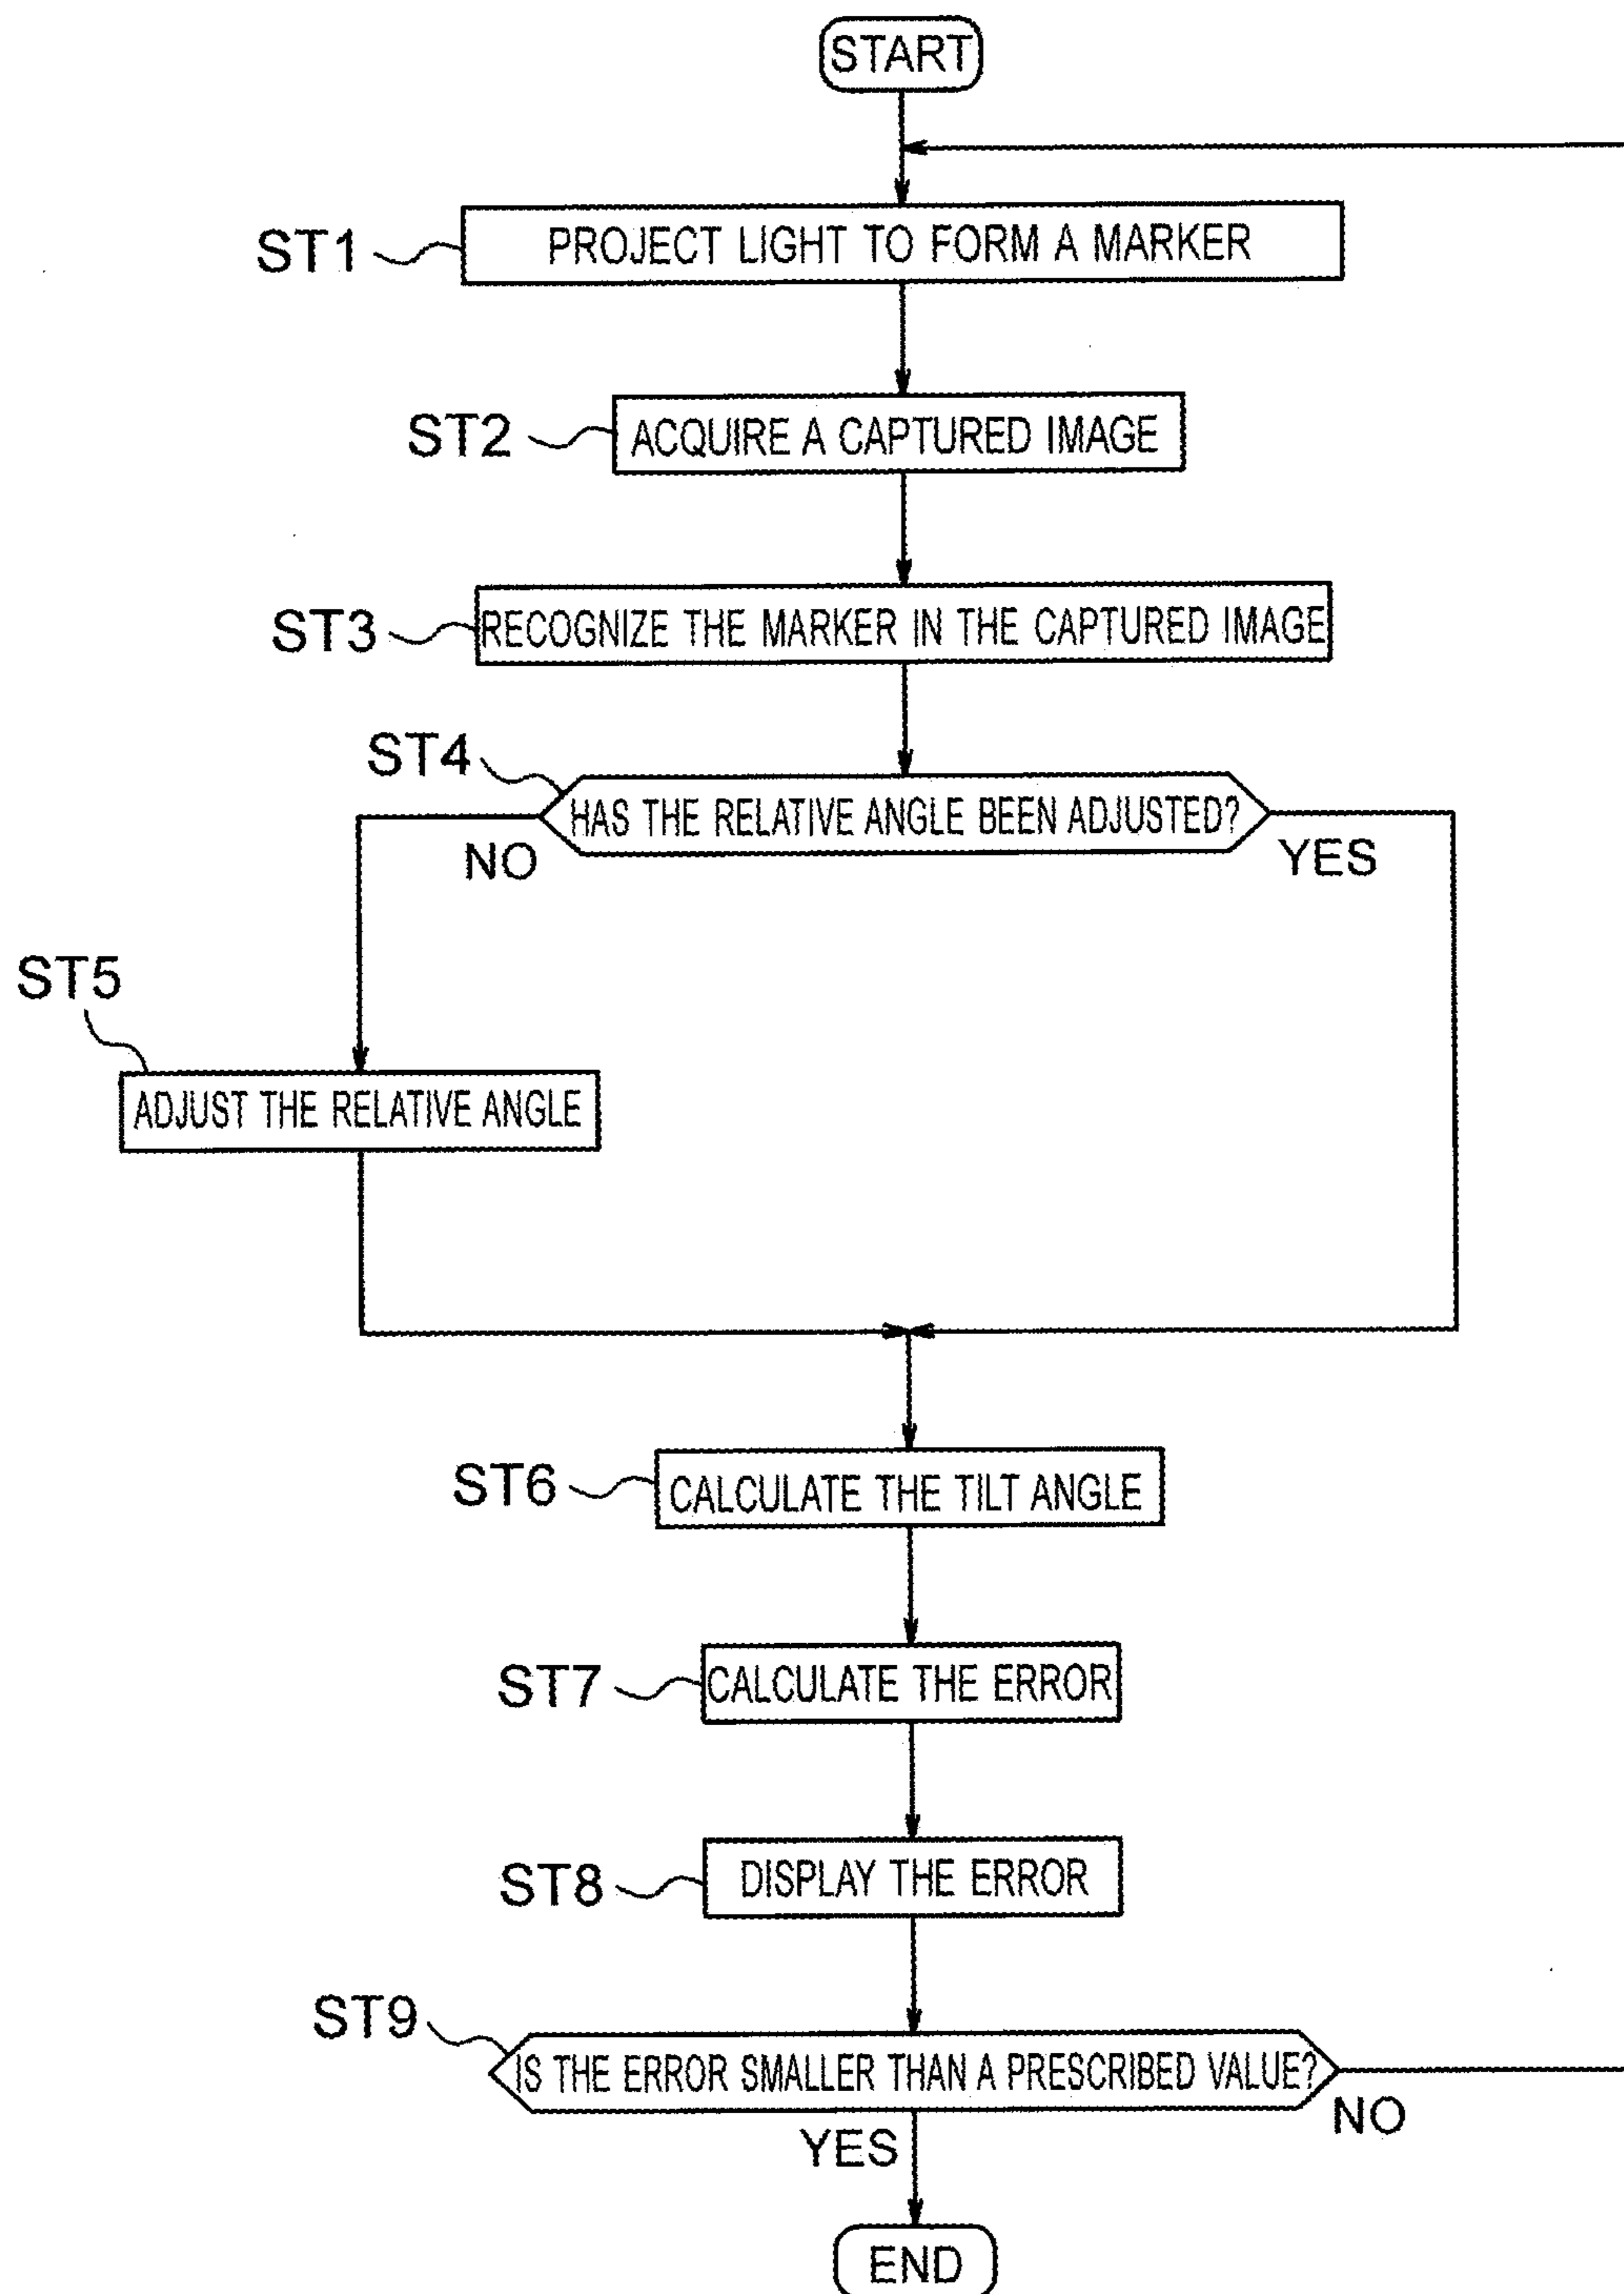 START
ST1
PROJECT LIGHT TO FORM A MARKER
ST2
ACQUIRE A CAPTURED IMAGE
ST3
RECOGNIZE THE MARKER IN THE CAPTURED IMAGE
ST4
HAS THE RELATIVE ANGLE BEEN ADJUSTED?
NO
YES
ST5
ADJUST THE RELATIVE ANGLE
ST6
CALCULATE THE TILT ANGLE
ST7
CALCULATE THE ERROR
ST8
DISPLAY THE ERROR
ST9
IS THE ERROR SMALLER THAN A PRESCRIBED VALUE?
NO
YES
END